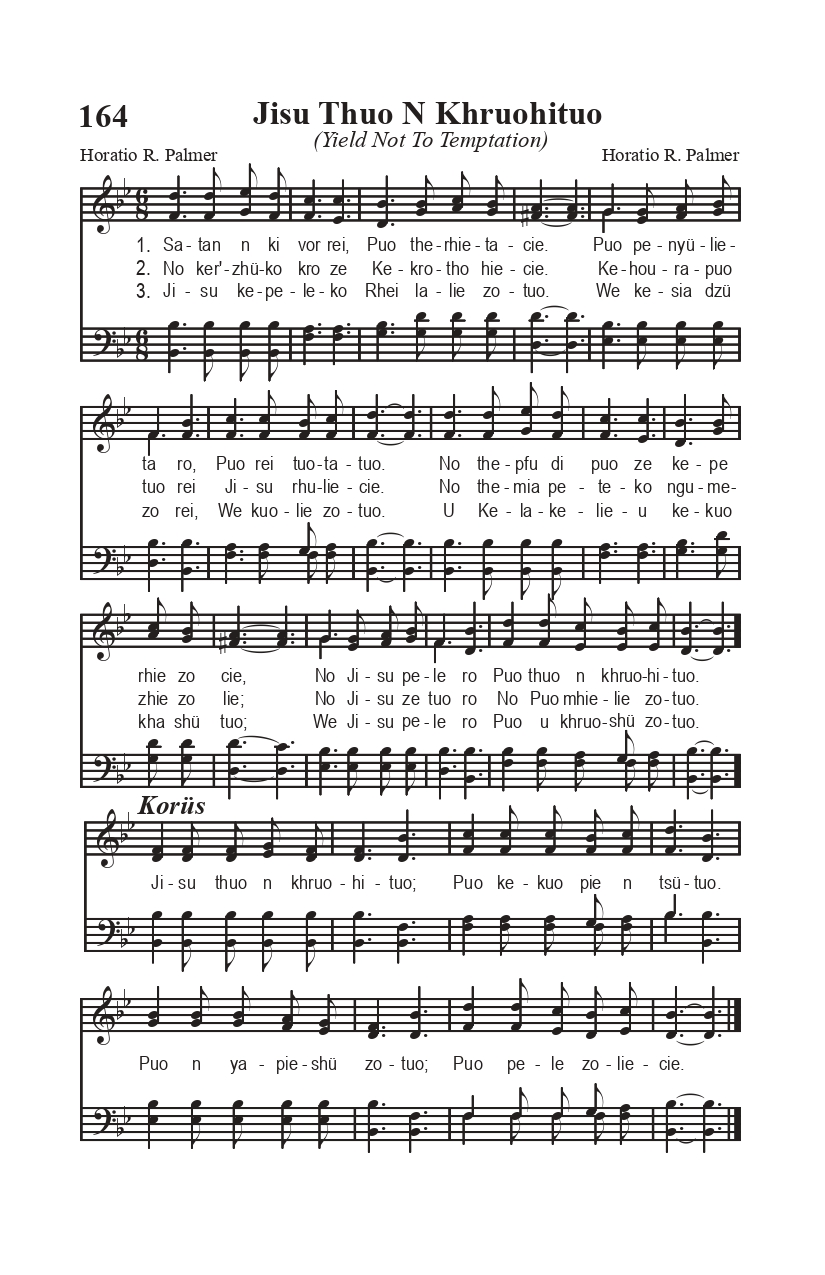 164
Jisu Thuo N Khruohituo
(Yield Not To Temptation)
Horatio R. Palmer Horatio R. Palmer
1. Sa-tan n ki vor rei, Puo the-rhie-ta-cie. Puo pe-nyü-lie-
2. No ker'-zhü-ko kro ze Ke-kro-tho hie-cie. Ke-hou-ra-puo
3. Ji-su ke-pe-le-ko Rhei la-lie zo-tuo. We ke-sia dzü
ta ro, Puo rei tuo-ta-tuo. No the-pfu di puo ze ke-pe
tuo rei Ji-su rhu-lie-cie. No the-mia pe-te-ko ngu-me-
zo rei, We kuo-lie zo-tuo. U Ke-la-ke-lie-u ke-kuo
rhie zo cie, No Ji-su pe-le ro Puo thuo n khruo-hi-tuo.
zhie zo lie; No Ji-su ze tuo ro No Puo mhie-lie zo-tuo.
kha shü tuo; We Ji-su pe-le ro Puo u khruo-shü zo-tuo.
Korüs
Ji-su thuo n khruo-hi-tuo; Puo ke-kuo pie n tsü-tuo.
Puo n ya-pie-shü zo-tuo; Puo pe-le zo-lie-cie.